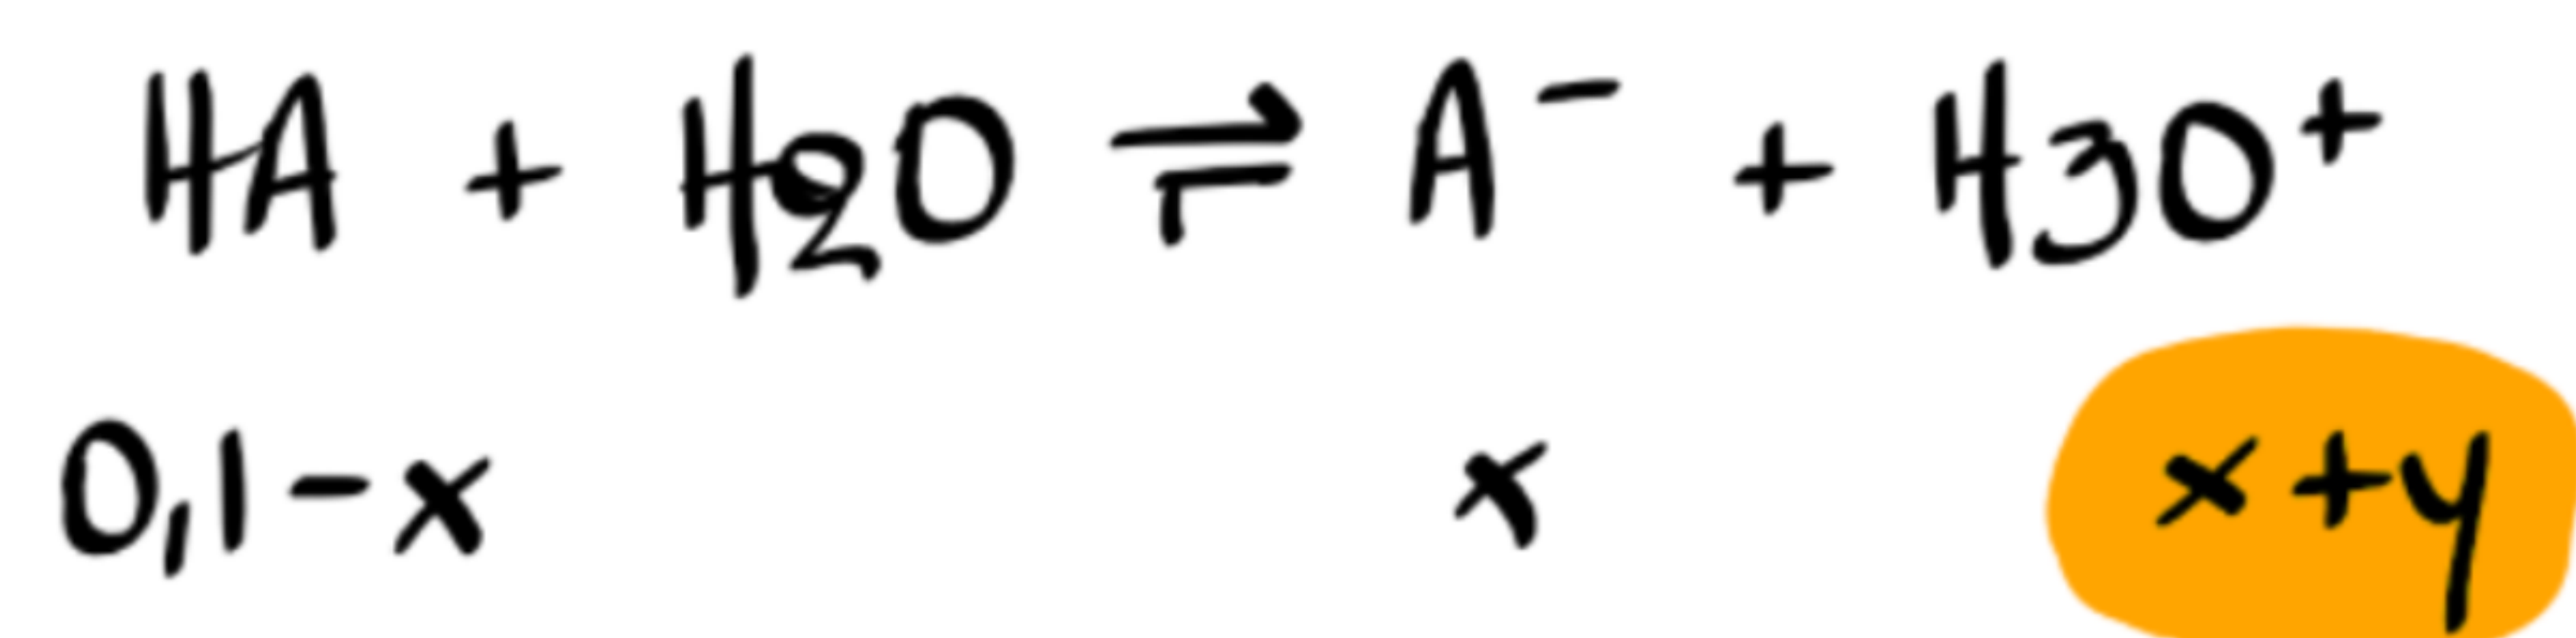 HA + H2O ⇌ A⁻ + H3O⁺
0,1-x x x+y